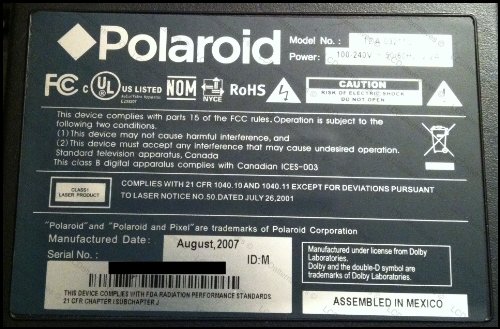 Polaroid
Model No. :
Power: 100-240V
FCC c UL US LISTED NOM NYCE RoHS
CAUTION
RISK OF ELECTRIC SHOCK
DO NOT OPEN
This device complies with parts 15 of the FCC rules. Operation is subject to
following two conditions.
(1) This device may not cause harmful interference, and
(2) This device must accept any interference that may cause undesired operation.
Standard television apparatus, Canada
This class B digital apparatus complies with Canadian ICES-003
CLASS1
LASER PRODUCT
COMPLIES WITH 21 CFR 1040.10 AND 1040.11 EXCEPT FOR DEVIATIONS PURSUANT
TO LASER NOTICE NO.50, DATED JULY 26,2001
"Polaroid" and "Polaroid and Pixel" are trademarks of Polaroid Corporation
Manufactured Date: August,2007
Serial No. : ID:M
THIS DEVICE COMPLIES WITH FDA RADIATION PERFORMANCE STANDARDS
21 CFR CHAPTER I SUBCHAPTER J
Manufactured under license from Dolby
Laboratories.
Dolby and the double-D symbol are
trademarks of Dolby Laboratories.
ASSEMBLED IN MEXICO